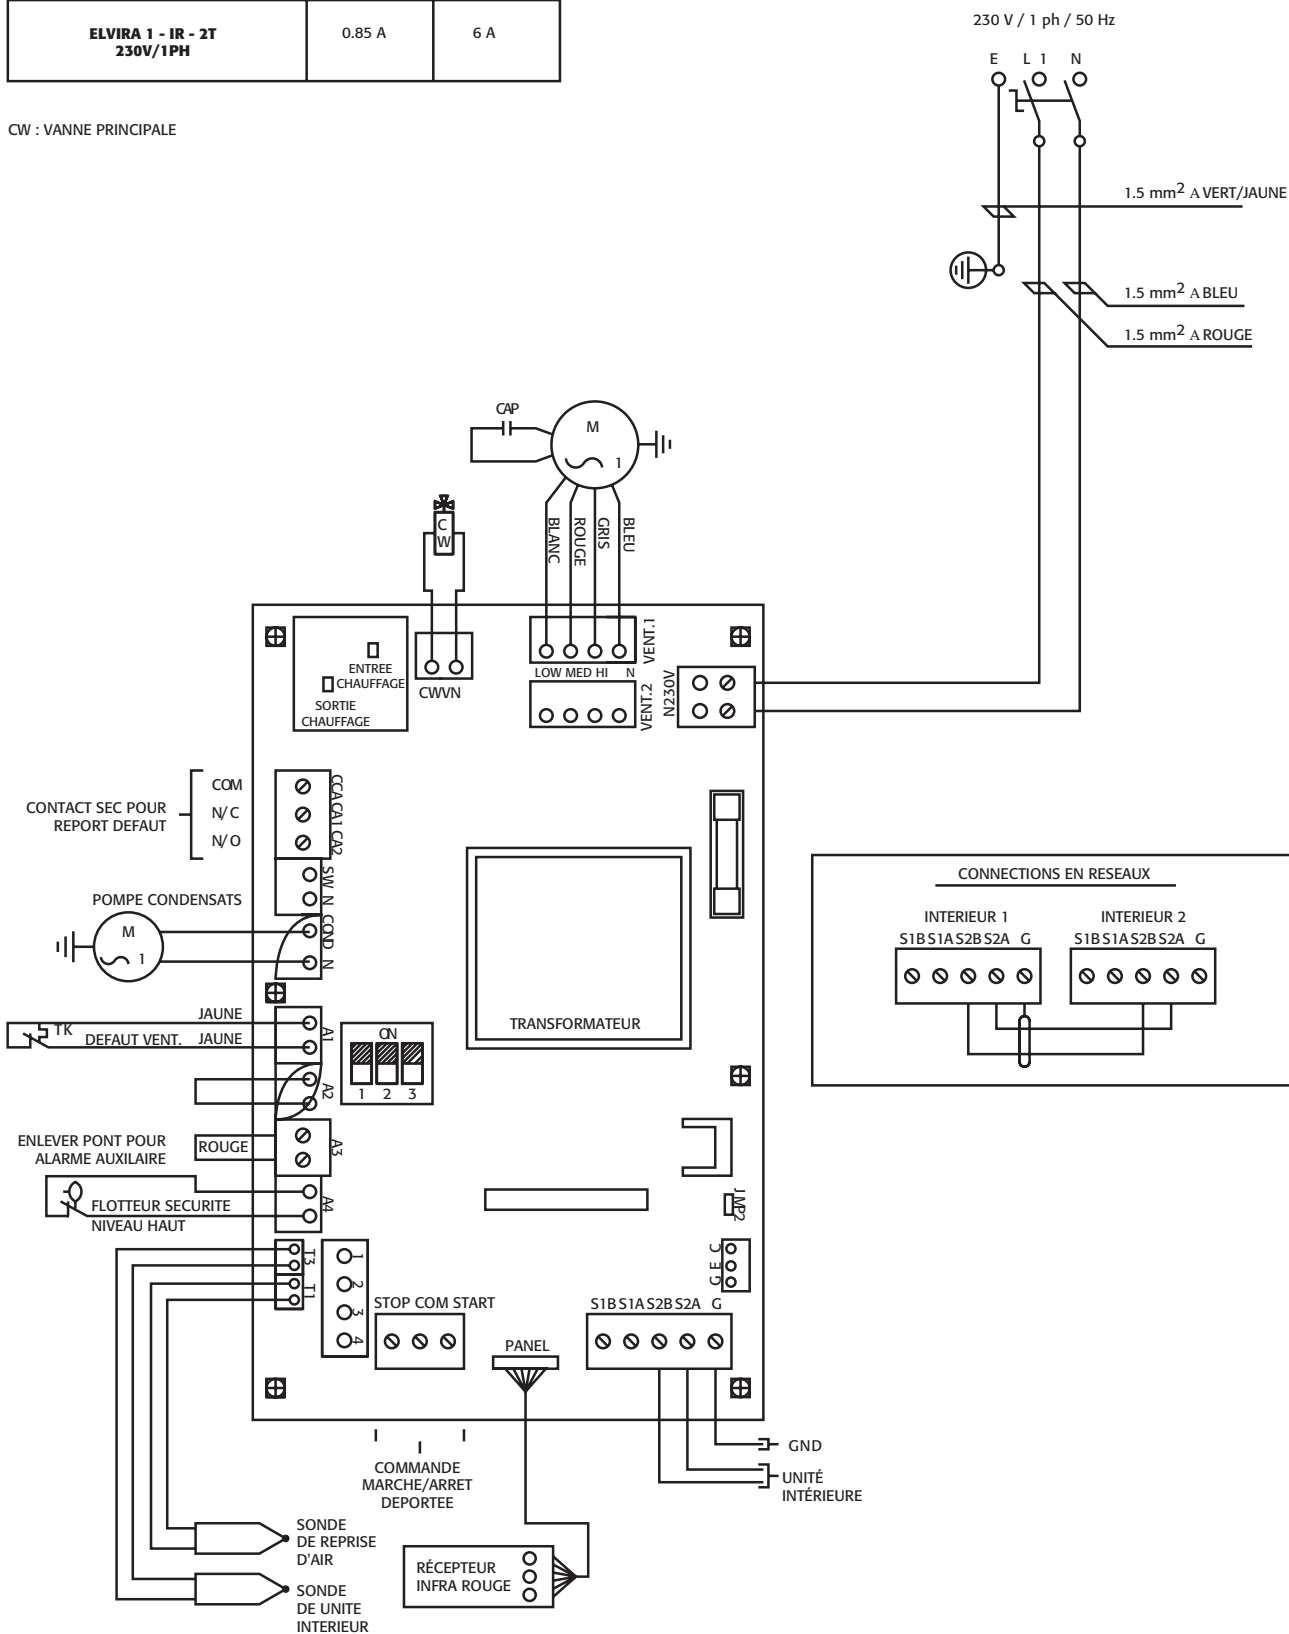 ELVIRA 1 - IR - 2T
230V/1PH
0.85 A
6 A
230 V / 1 ph / 50 Hz
E L 1 N
CW : VANNE PRINCIPALE
1.5 mm2 A VERT/JAUNE
1.5 mm2 A BLEU
1.5 mm2 A ROUGE
CAP
M
1
C
W
BLANC
ROUGE
GRIS
BLEU
ENTREE
CHAUFFAGE
SORTIE
CHAUFFAGE
CWVN
LOW MED HI N
VENT.1
VENT.2
N230V
CONTACT SEC POUR
REPORT DEFAUT
COM
N/C
N/O
CCA CA1 CA2
SW N
COND N
POMPE CONDENSATS
M
1
TRANSFORMATEUR
CONNECTIONS EN RESEAUX
INTERIEUR 1
S1B S1A S2B S2A G
INTERIEUR 2
S1B S1A S2B S2A G
JAUNE
TK
DEFAUT VENT. JAUNE
A1
A2
ON
1 2 3
ENLEVER PONT POUR
ALARME AUXILAIRE
ROUGE
A3
FLOTTEUR SECURITE
NIVEAU HAUT
A4
T3
T1
1
2
3
4
JMP2
G E C
STOP COM START
PANEL
S1B S1A S2B S2A G
GND
UNITÉ
INTÉRIEURE
COMMANDE
MARCHE/ARRET
DEPORTEE
SONDE
DE REPRISE
D'AIR
SONDE
DE UNITE
INTERIEUR
RÉCEPTEUR
INFRA ROUGE